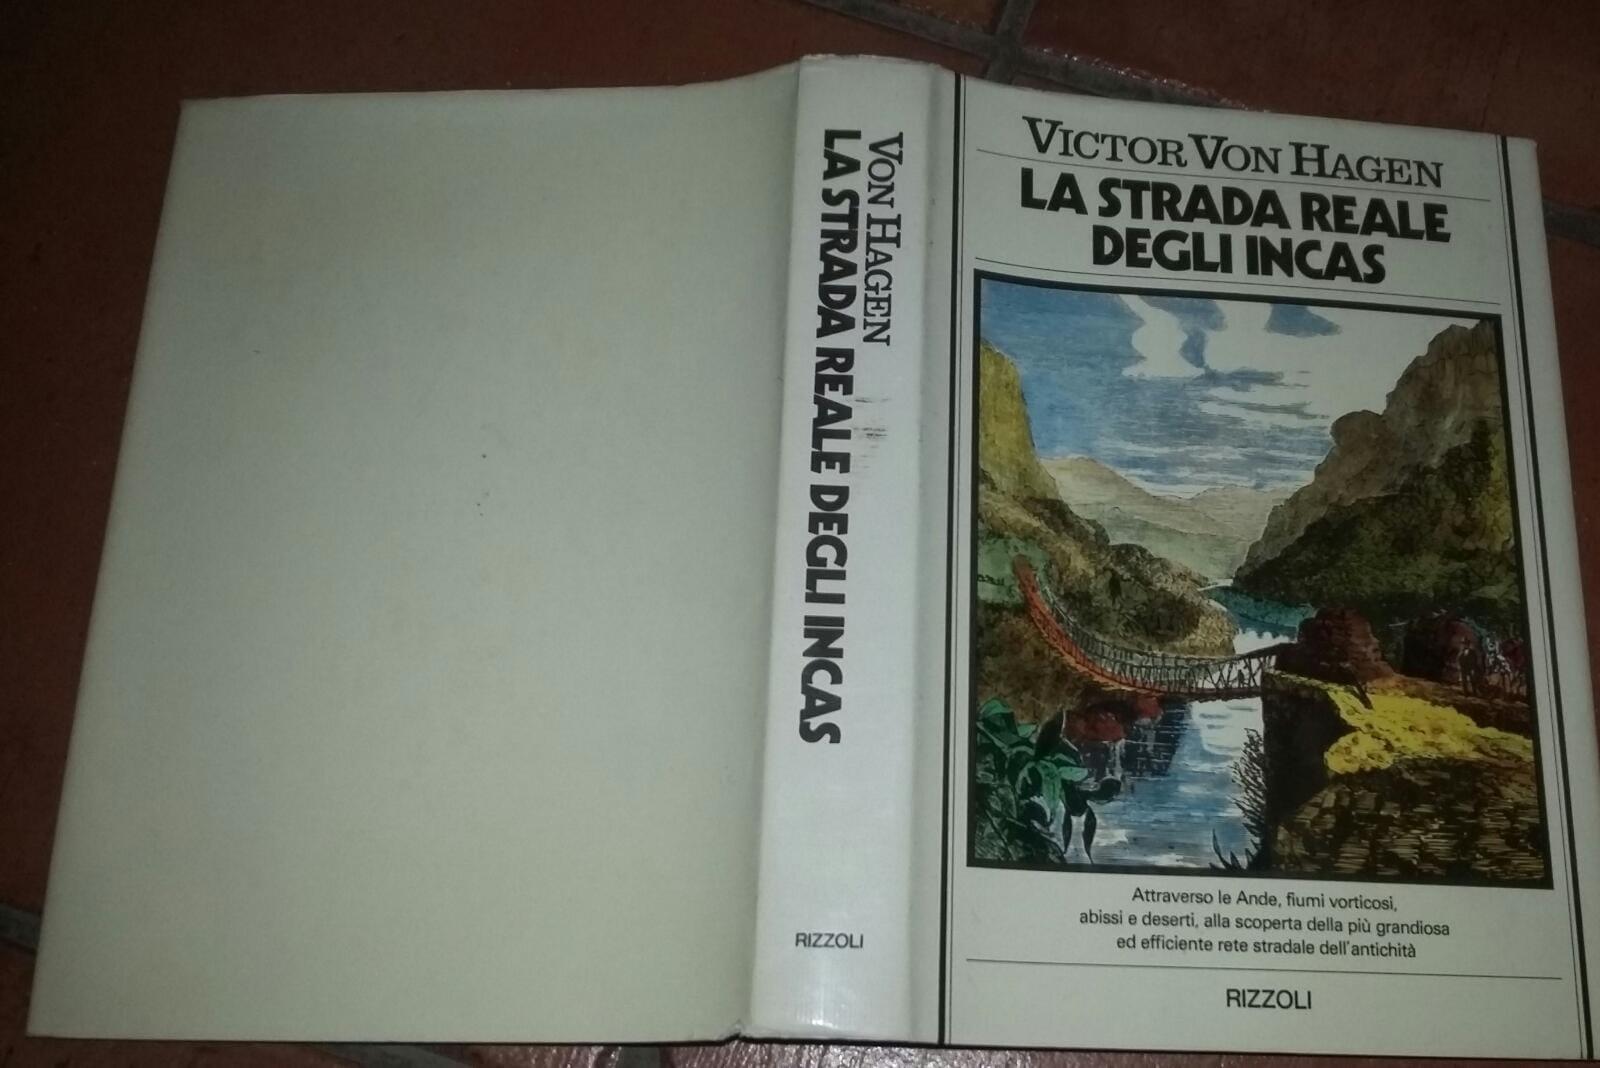 VON HAGEN
LA STRADA REALE DEGLI INCAS
RIZZOLI
VICTOR VON HAGEN
LA STRADA REALE
DEGLI INCAS
Attraverso le Ande, fiumi vorticosi,
abissi e deserti, alla scoperta della più grandiosa
ed efficiente rete stradale dell'antichità
RIZZOLI